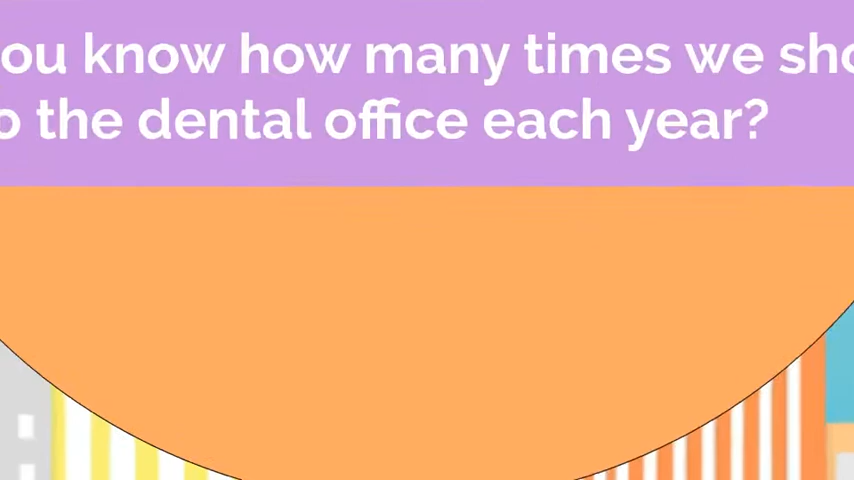 ou know how many times we sho
o the dental office each year?